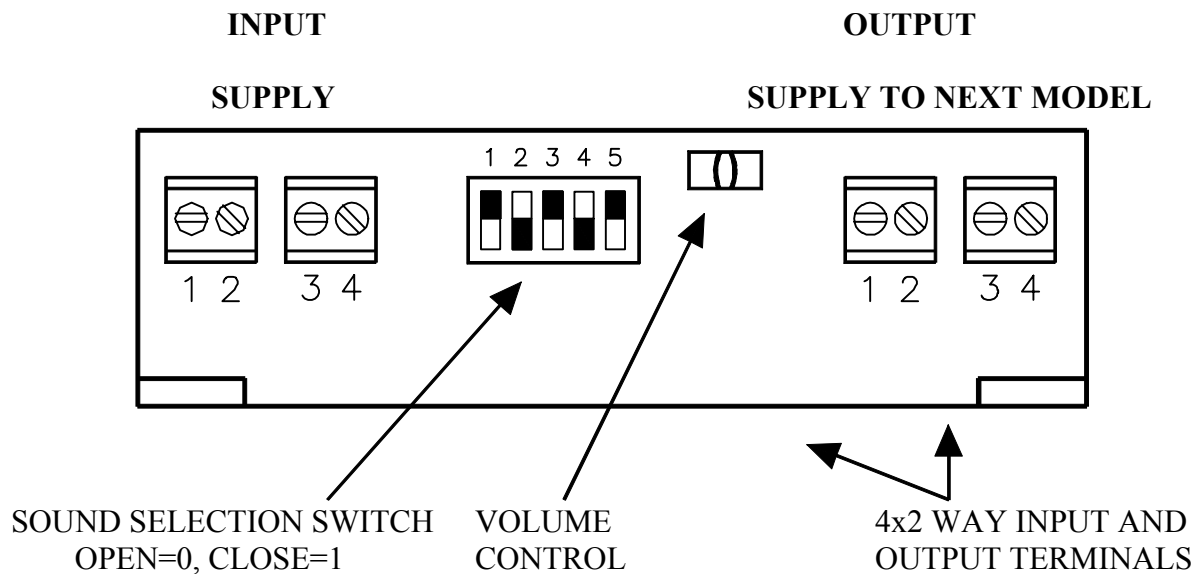 INPUT OUTPUT
SUPPLY SUPPLY TO NEXT MODEL
1 2 3 4 5
1 2 3 4 1 2 3 4
SOUND SELECTION SWITCH
OPEN=0, CLOSE=1
VOLUME
CONTROL
4x2 WAY INPUT AND
OUTPUT TERMINALS